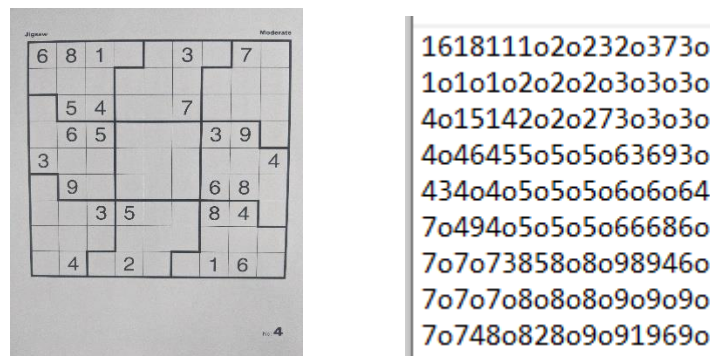 Jigsaw Moderate
6 8 1 3 7
5 4 7
6 5 3 9
3 4
9 6 8
3 5 8 4
4 2 1 6
No. 4
1618111o2o232o373o
1o1o1o2o2o2o3o3o3o
4o15142o2o273o3o3o
4o46455o5o5o63693o
434o4o5o5o5o6o6o64
7o494o5o5o5o66686o
7o7o73858o8o98946o
7o7o7o8o8o8o9o9o9o
7o748o828o9o91969o